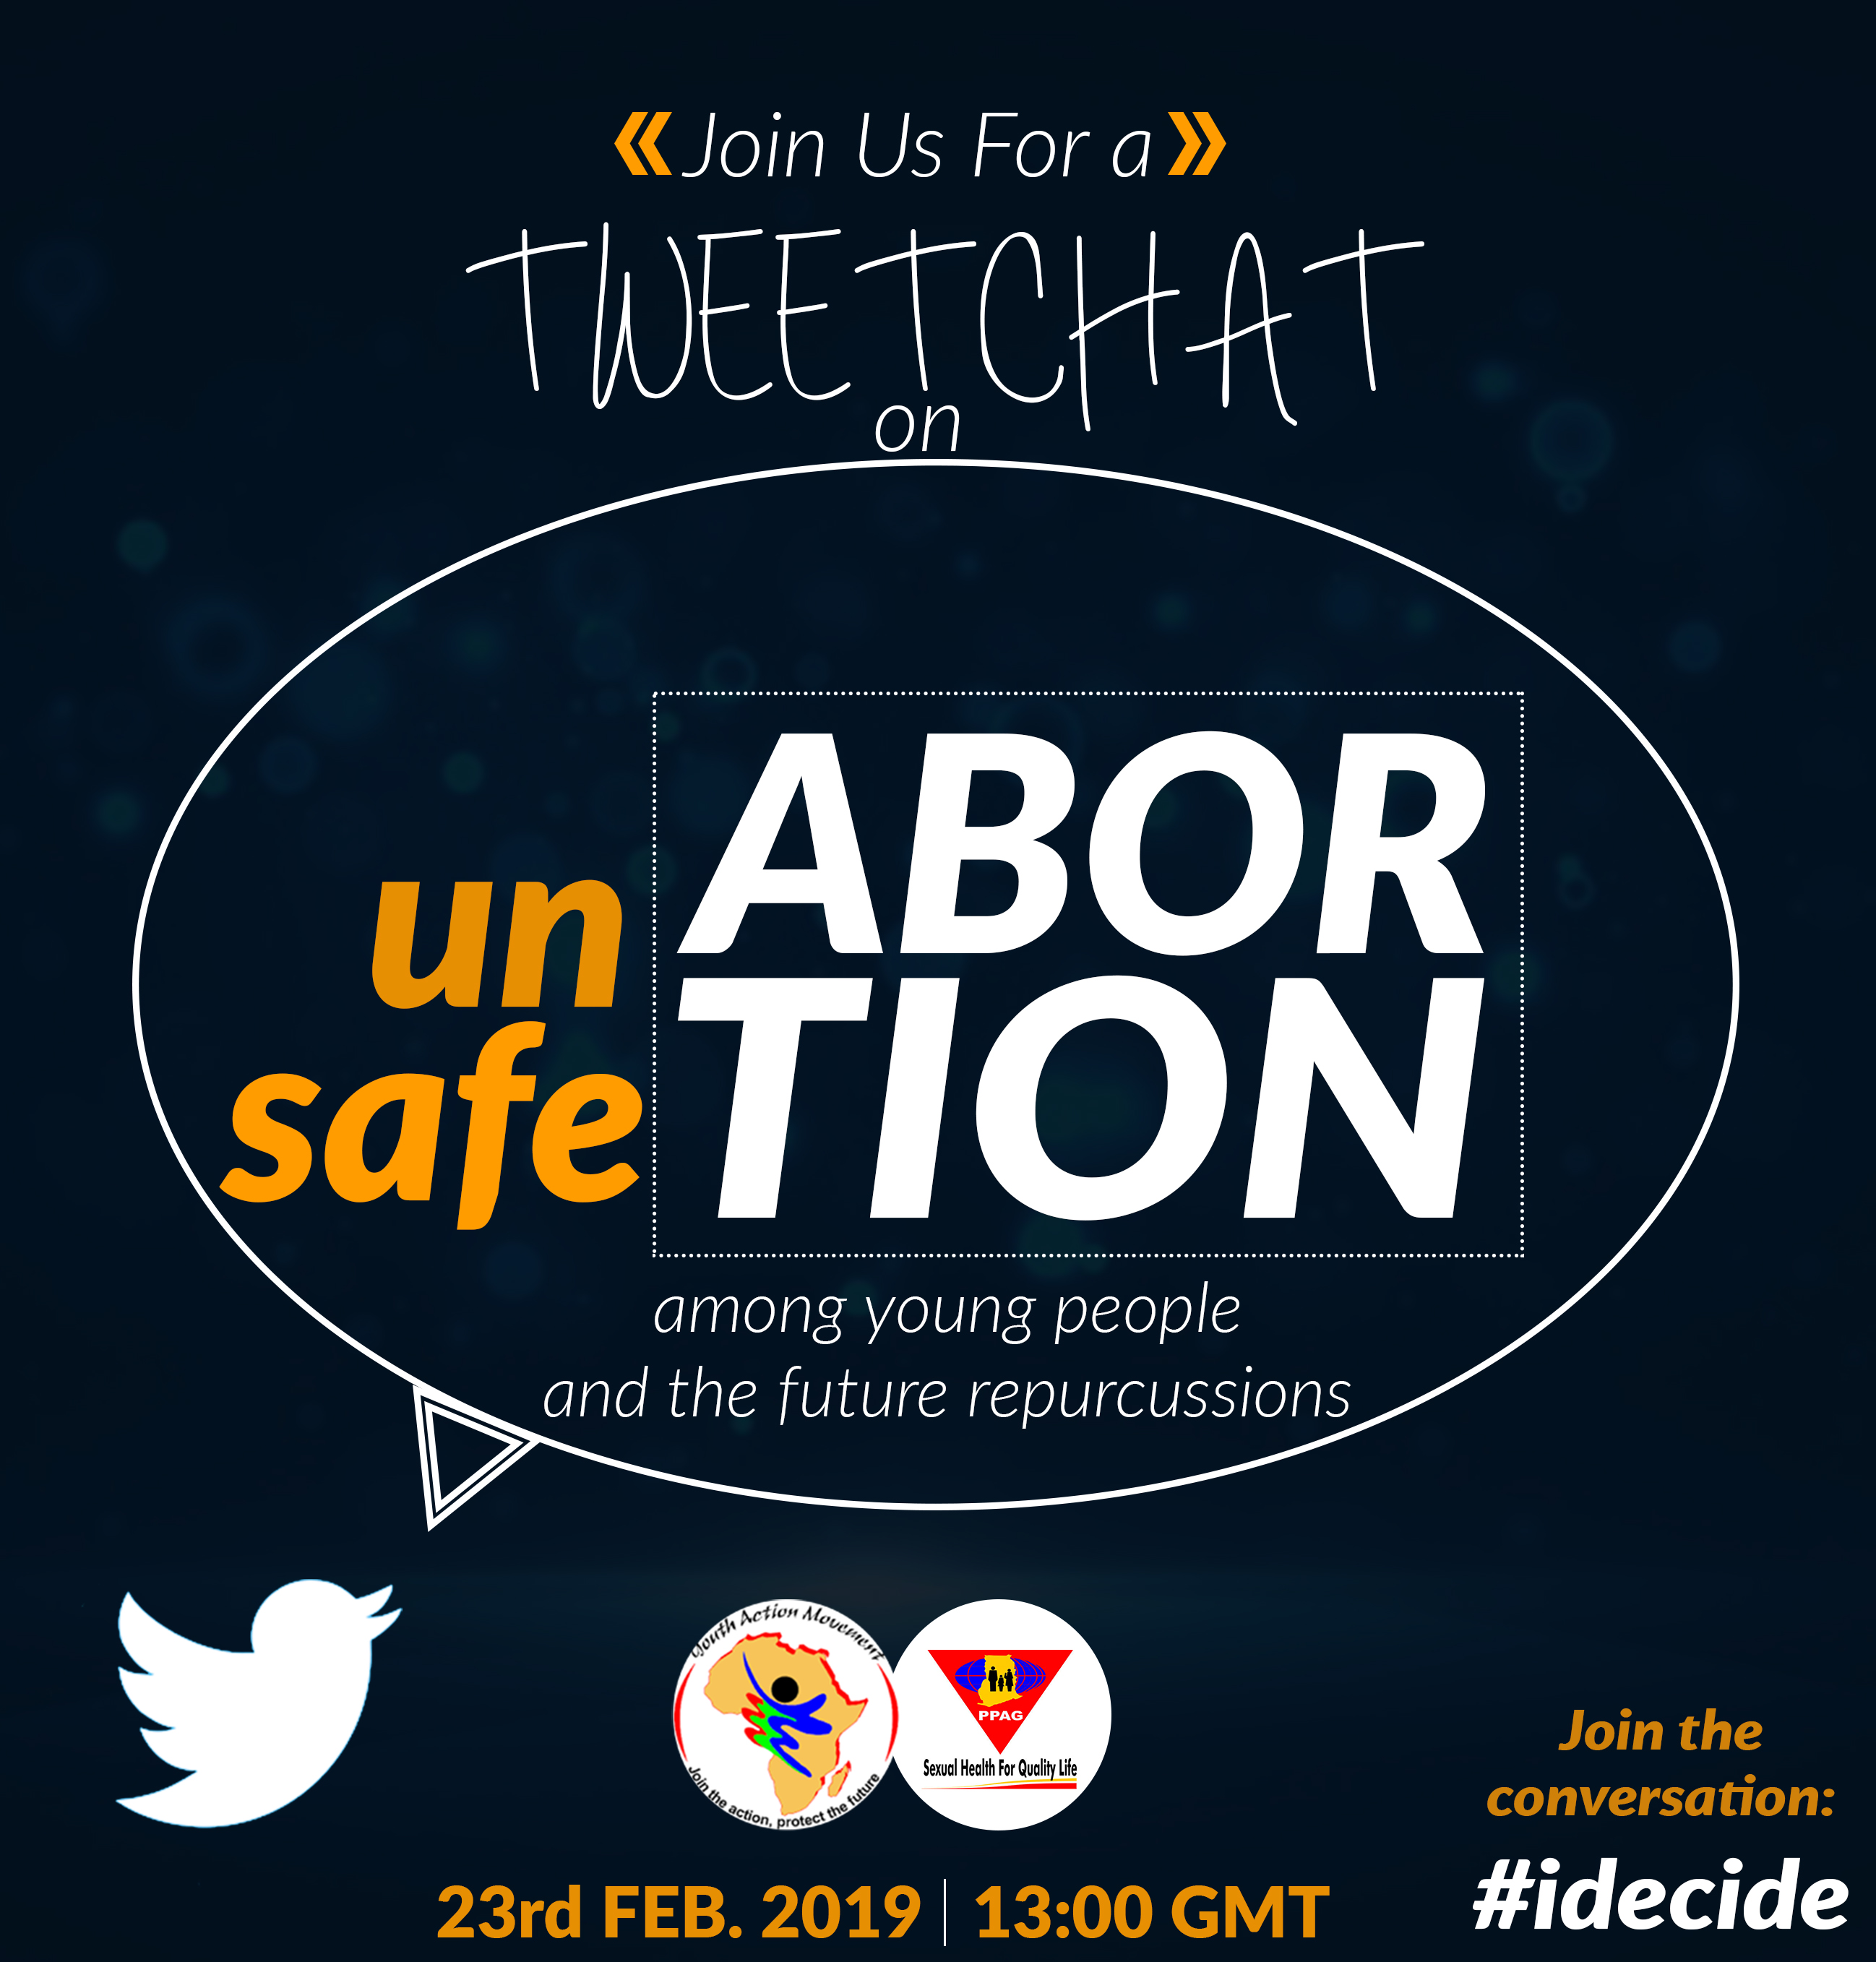 « Join Us For a »
TWEETCHAT
on
un
safe
ABOR
TION
among young people
and the future repurcussions
Youth Action Movement
Join the action, protect the future
PPAG
Sexual Health For Quality Life
Join the
conversation:
#idecide
23rd FEB. 2019 | 13:00 GMT